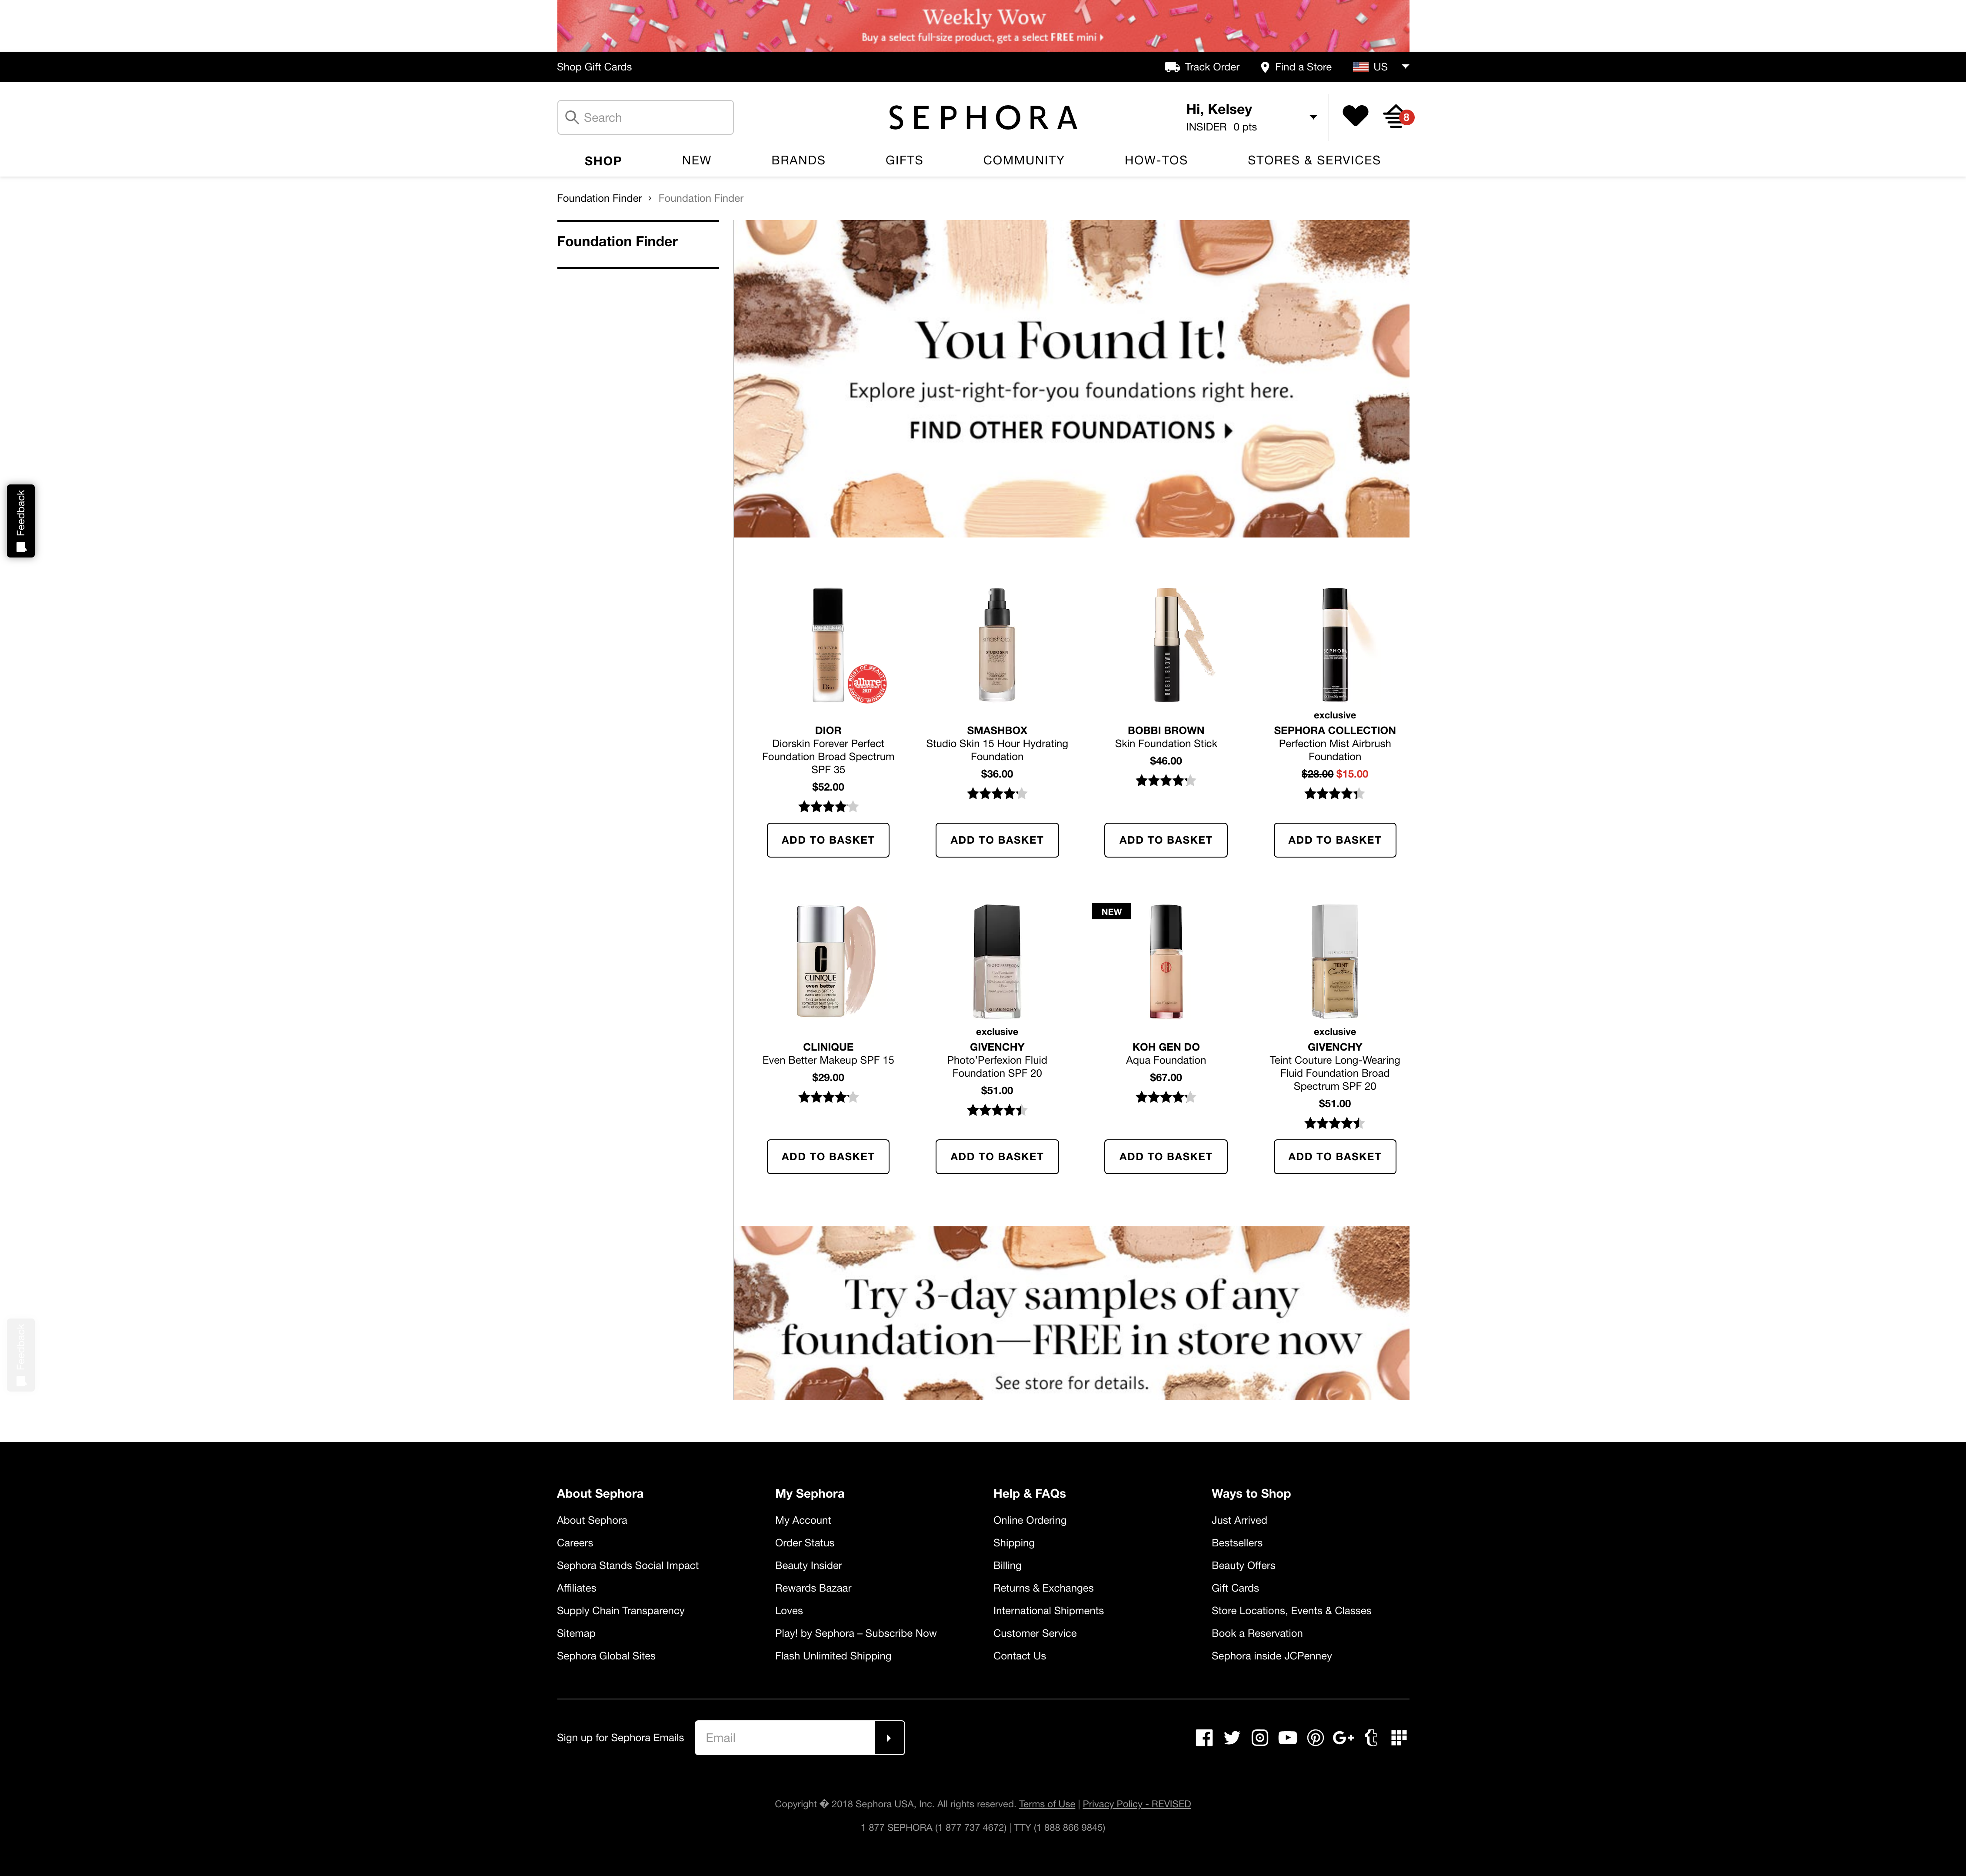 Weekly Wow
Buy a select full-size product, get a select FREE mini
Shop Gift Cards
Track Order
Find a Store
US
Search
SEPHORA
Hi, Kelsey
INSIDER 0 pts
8
SHOP
NEW
BRANDS
GIFTS
COMMUNITY
HOW-TOS
STORES & SERVICES
Foundation Finder › Foundation Finder
Foundation Finder
You Found It!
Explore just-right-for-you foundations right here.
FIND OTHER FOUNDATIONS
Feedback
allure
Dior
BOBBI BROWN
DIOR
Diorskin Forever Perfect
Foundation Broad Spectrum
SPF 35
$52.00
ADD TO BASKET
SMASHBOX
Studio Skin 15 Hour Hydrating
Foundation
$36.00
ADD TO BASKET
BOBBI BROWN
Skin Foundation Stick
$46.00
ADD TO BASKET
exclusive
SEPHORA COLLECTION
Perfection Mist Airbrush
Foundation
$28.00 $15.00
ADD TO BASKET
CLINIQUE
even better
CLINIQUE
Even Better Makeup SPF 15
$29.00
ADD TO BASKET
GIVENCHY
exclusive
GIVENCHY
Photo'Perfexion Fluid
Foundation SPF 20
$51.00
ADD TO BASKET
NEW
KOH GEN DO
Aqua Foundation
$67.00
ADD TO BASKET
TEINT
Couture
exclusive
GIVENCHY
Teint Couture Long-Wearing
Fluid Foundation Broad
Spectrum SPF 20
$51.00
ADD TO BASKET
Try 3-day samples of any
foundation—FREE in store now
See store for details.
Feedback
About Sephora
About Sephora
Careers
Sephora Stands Social Impact
Affiliates
Supply Chain Transparency
Sitemap
Sephora Global Sites
My Sephora
My Account
Order Status
Beauty Insider
Rewards Bazaar
Loves
Play! by Sephora – Subscribe Now
Flash Unlimited Shipping
Help & FAQs
Online Ordering
Shipping
Billing
Returns & Exchanges
International Shipments
Customer Service
Contact Us
Ways to Shop
Just Arrived
Bestsellers
Beauty Offers
Gift Cards
Store Locations, Events & Classes
Book a Reservation
Sephora inside JCPenney
Sign up for Sephora Emails
Email
Copyright � 2018 Sephora USA, Inc. All rights reserved. Terms of Use | Privacy Policy - REVISED
1 877 SEPHORA (1 877 737 4672) | TTY (1 888 866 9845)